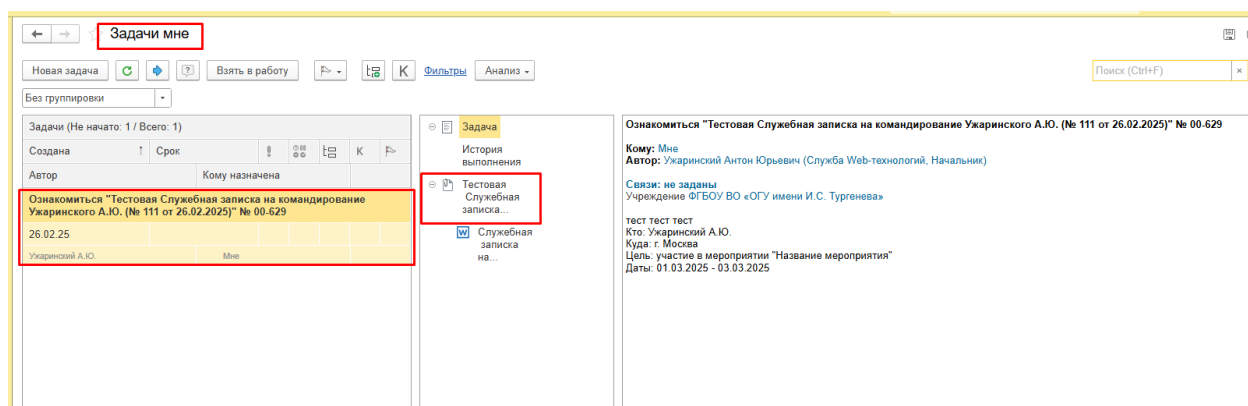 Задачи мне
Новая задача
Взять в работу
К
Фильтры
Анализ
Поиск (Ctrl+F)
×
Без группировки
Задачи (Не начато: 1 / Всего: 1)
Создана ↑ Срок К
Автор Кому назначена
Ознакомиться "Тестовая Служебная записка на командирование
Ужаринского А.Ю. (№ 111 от 26.02.2025)" № 00-629
26.02.25
Ужаринский А.Ю. Мне
Задача
История
выполнения
Тестовая
Служебная
записка...
Служебная
записка
на...
Ознакомиться "Тестовая Служебная записка на командирование Ужаринского А.Ю. (№ 111 от 26.02.2025)" № 00-629
Кому: Мне
Автор: Ужаринский Антон Юрьевич (Служба Web-технологий, Начальник)
Связи: не заданы
Учреждение ФГБОУ ВО «ОГУ имени И.С. Тургенева»
тест тест тест
Кто: Ужаринский А.Ю.
Куда: г. Москва
Цель: участие в мероприятии "Название мероприятия"
Даты: 01.03.2025 - 03.03.2025